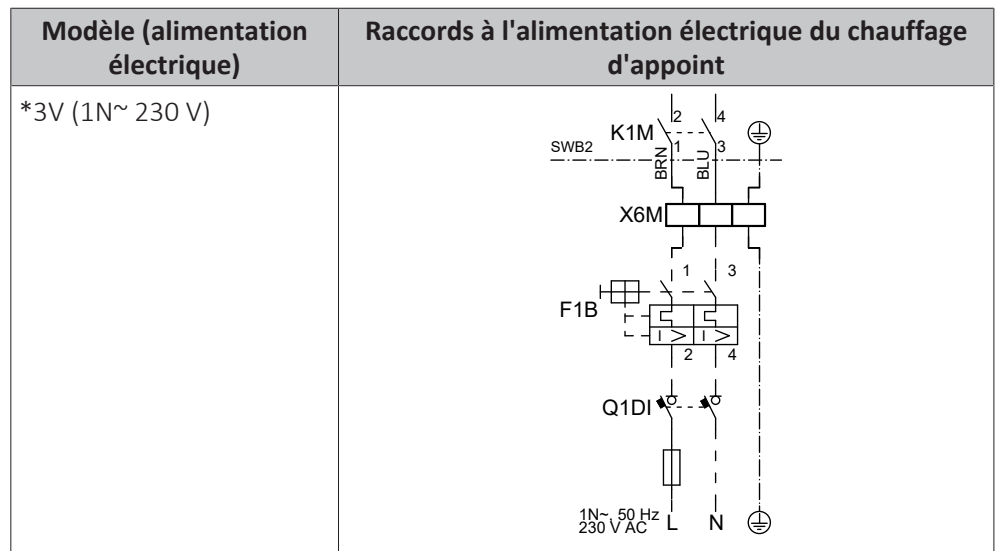 Modèle (alimentation électrique)
Raccords à l'alimentation électrique du chauffage d'appoint
*3V (1N~ 230 V)
2 4
K1M
SWB2
1 3
BRN BLU
X6M
1 3
F1B
I > I >
2 4
Q1DI
1N~, 50 Hz
230 V AC
L N